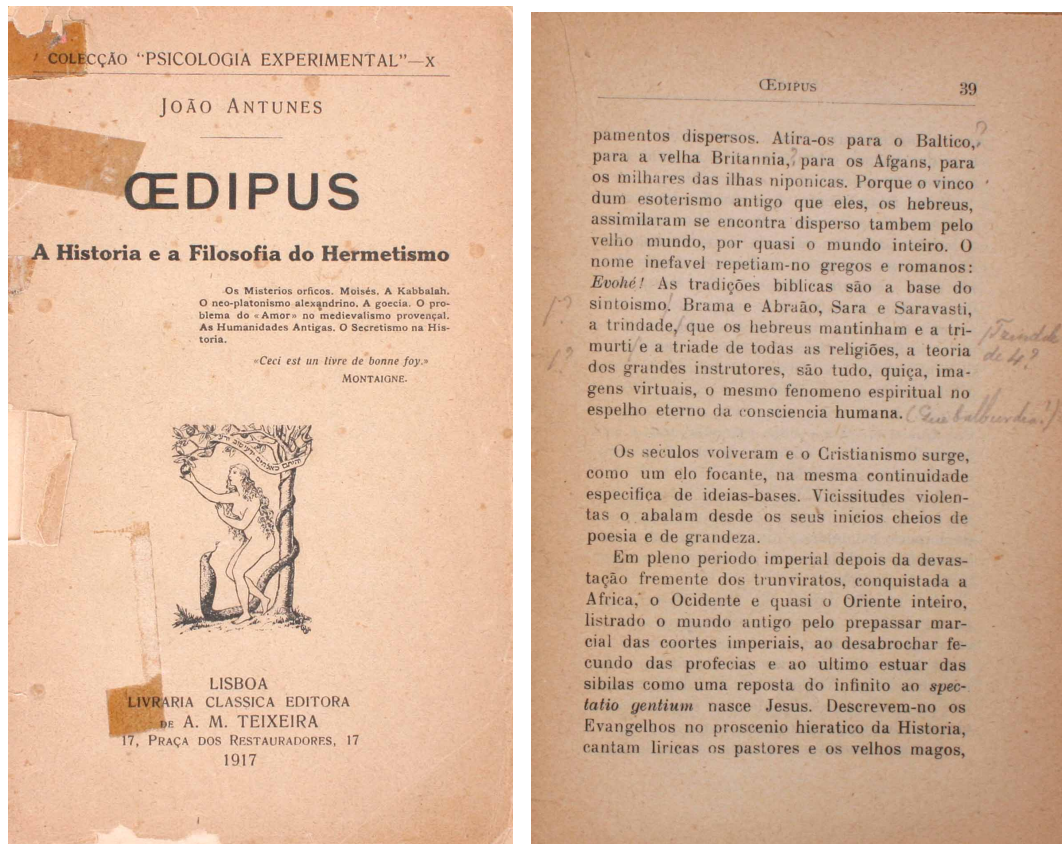 COLECÇÃO "PSICOLOGIA EXPERIMENTAL"—X
JOÃO ANTUNES
ŒDIPUS
A Historia e a Filosofia do Hermetismo
Os Misterios orficos. Moisés. A Kabbalah.
O neo-platonismo alexandrino. A goecia. O pro-
blema do «Amor» no medievalismo provençal.
As Humanidades Antigas. O Secretismo na His-
toria.
«Ceci est un livre de bonne foy.»
MONTAIGNE.
LISBOA
LIVRARIA CLASSICA EDITORA
DE A. M. TEIXEIRA
17, PRAÇA DOS RESTAURADORES, 17
1917
ŒDIPUS 39
pamentos dispersos. Atira-os para o Baltico, ?
para a velha Britannia, ? para os Afgans, para
os milhares das ilhas niponicas. Porque o vinco
dum esoterismo antigo que eles, os hebreus,
assimilaram se encontra disperso tambem pelo
velho mundo, por quasi o mundo inteiro. O
nome inefavel repetiam-no gregos e romanos:
Evohé! As tradições biblicas são a base do
sintoismo. Brama e Abraão, Sara e Saravasti,
a trindade, que os hebreus mantinham e a tri-
murti e a triade de todas as religiões, a teoria
dos grandes instrutores, são tudo, quiça, ima-
gens virtuais, o mesmo fenomeno espiritual no
espelho eterno da consciencia humana. (Que balburdia!)
!?
!?
Trindade
de 4?
Os seculos volveram e o Cristianismo surge,
como um elo focante, na mesma continuidade
especifica de ideias-bases. Vicissitudes violen-
tas o abalam desde os seus inicios cheios de
poesia e de grandeza.
Em pleno periodo imperial depois da devas-
tação fremente dos trunviratos, conquistada a
Africa, o Ocidente e quasi o Oriente inteiro,
listrado o mundo antigo pelo prepassar mar-
cial das coortes imperiais, ao desabrochar fe-
cundo das profecias e ao ultimo estuar das
sibilas como uma reposta do infinito ao spec-
tatio gentium nasce Jesus. Descrevem-no os
Evangelhos no proscenio hieratico da Historia,
cantam liricas os pastores e os velhos magos,